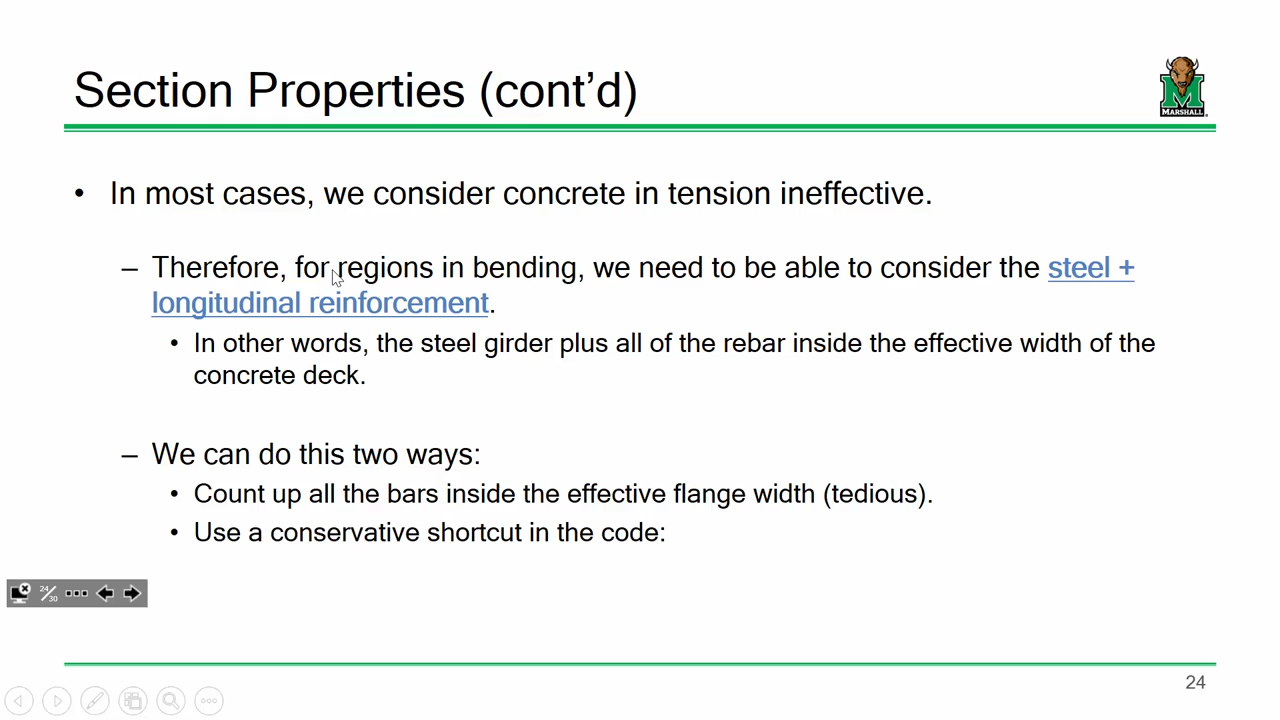 Section Properties (cont’d)
MARSHALL
• In most cases, we consider concrete in tension ineffective.
– Therefore, for regions in bending, we need to be able to consider the steel +
longitudinal reinforcement.
• In other words, the steel girder plus all of the rebar inside the effective width of the
concrete deck.
– We can do this two ways:
• Count up all the bars inside the effective flange width (tedious).
• Use a conservative shortcut in the code:
24/30
24